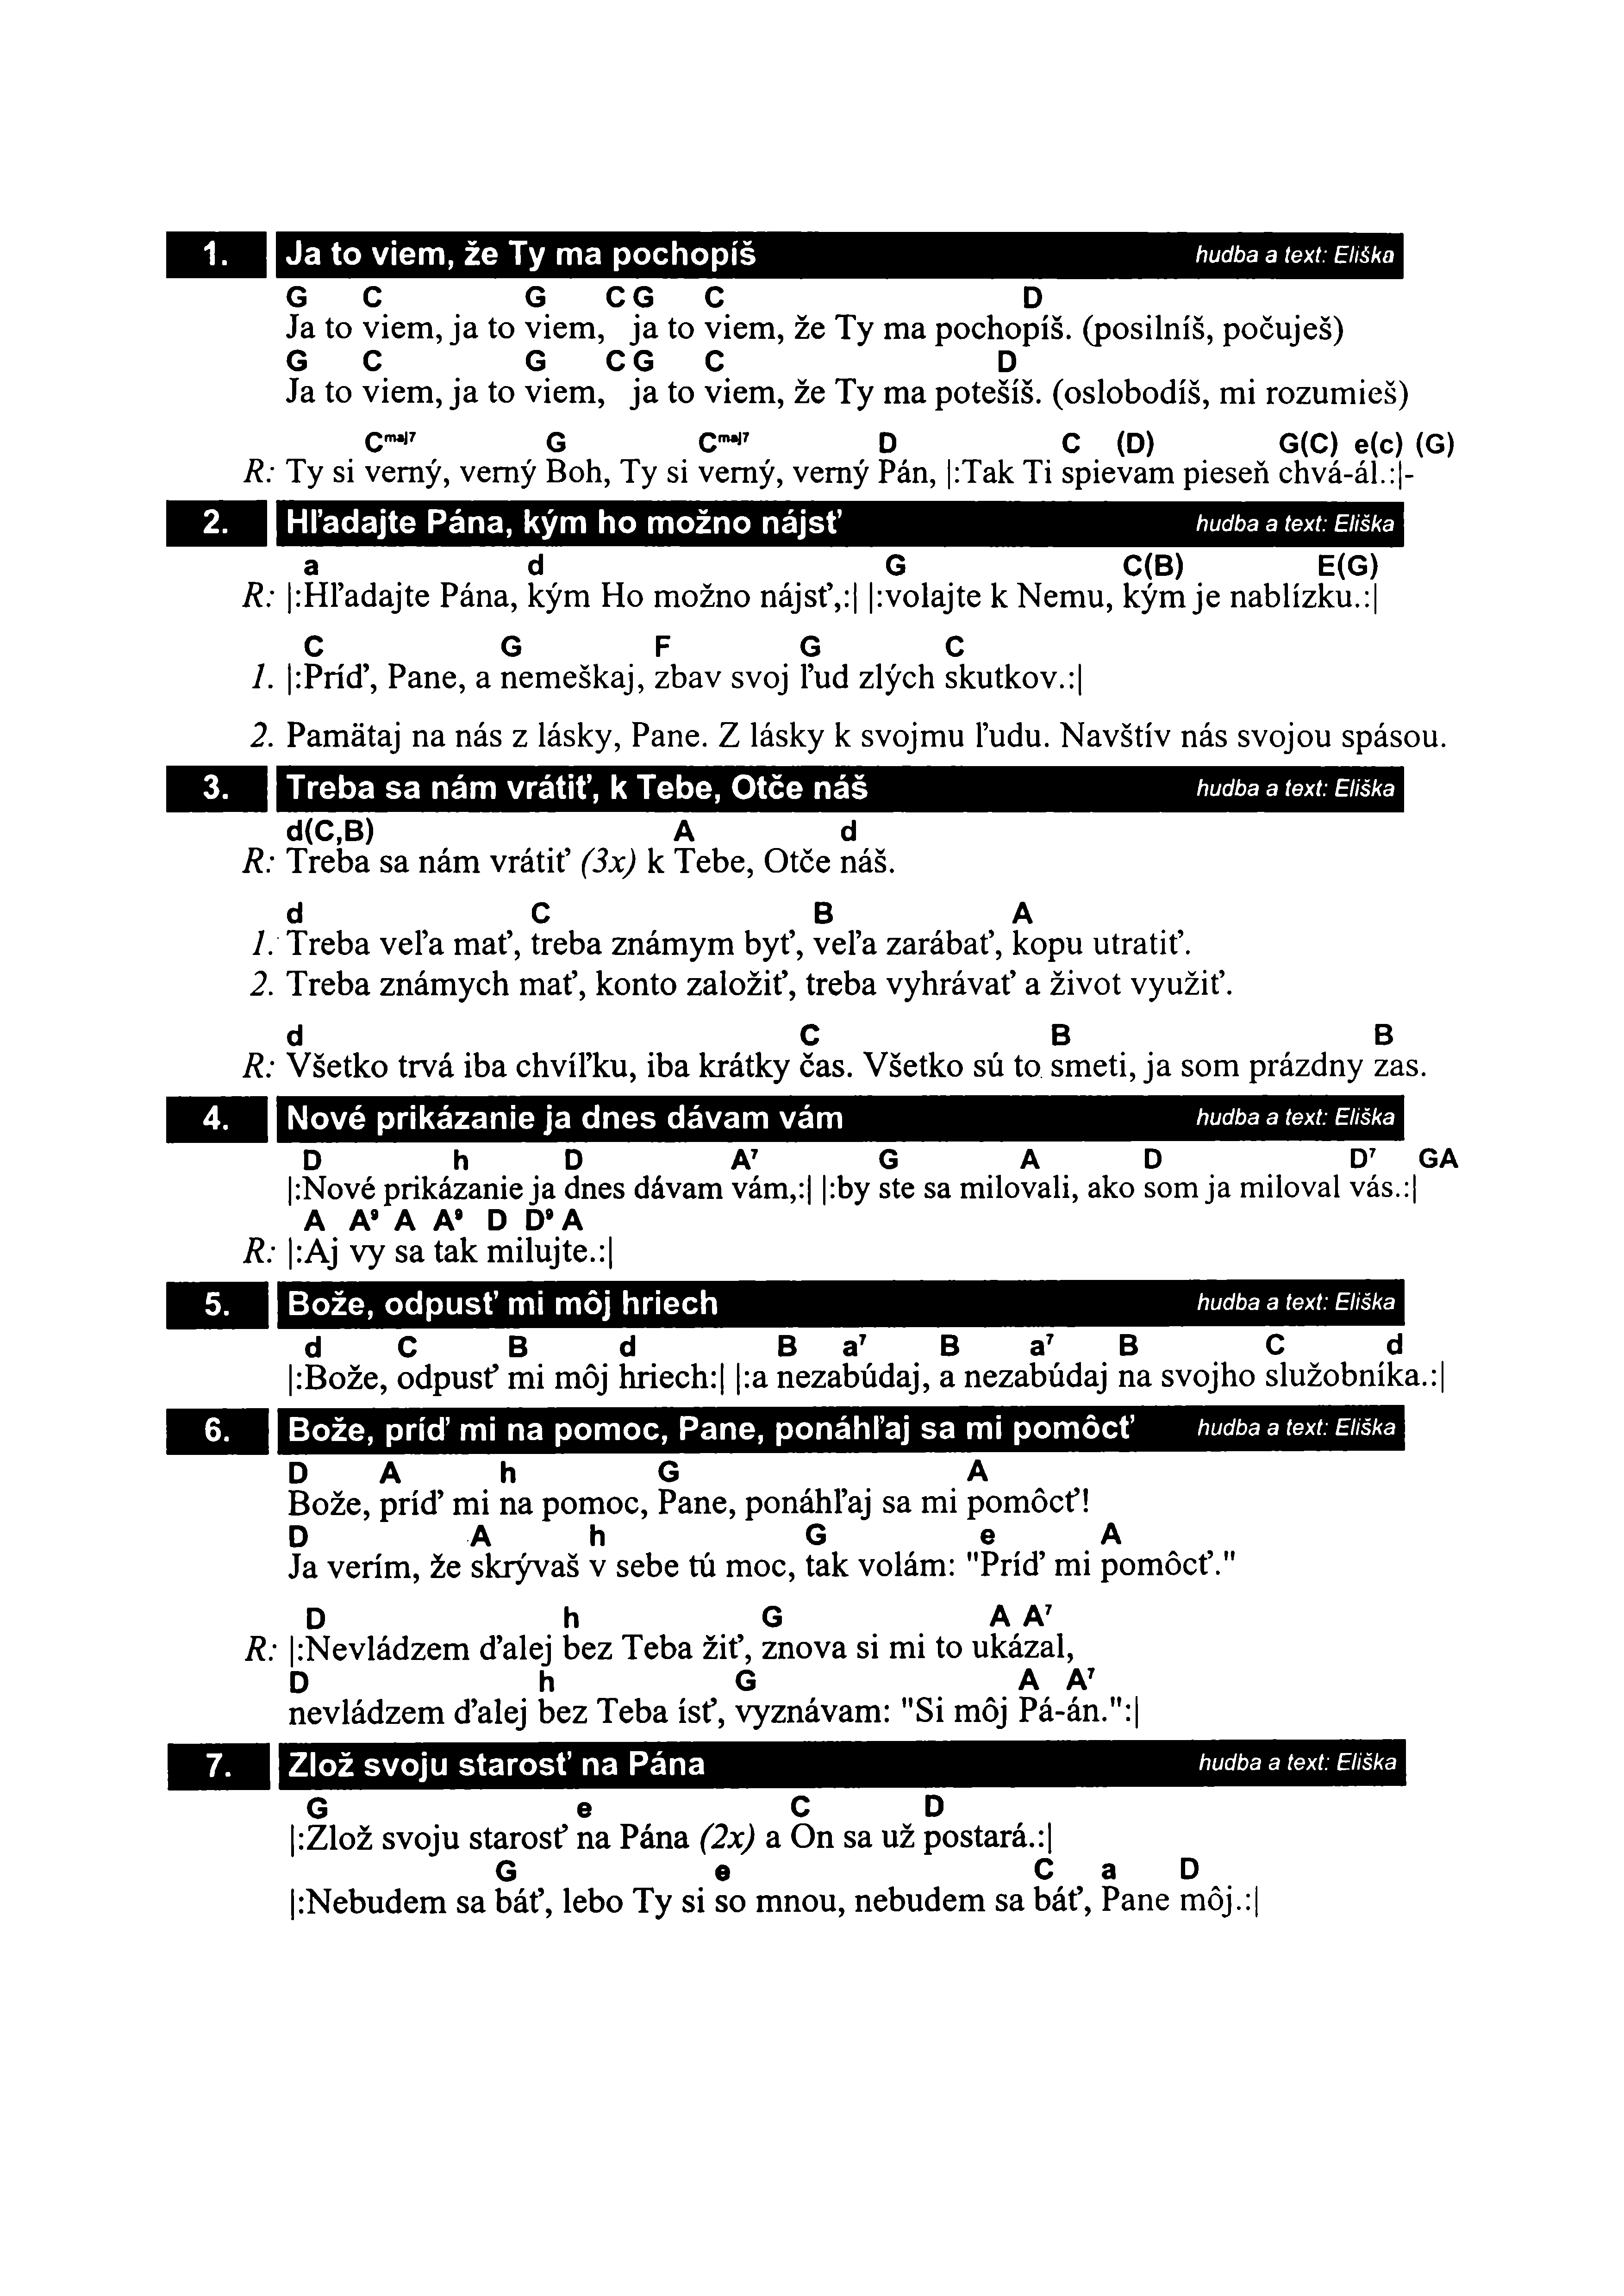 1. Ja to viem, že Ty ma pochopíš hudba a text: Eliška
G C G C G C D
Ja to viem, ja to viem, ja to viem, že Ty ma pochopíš. (posilníš, počuješ)
G C G C G C D
Ja to viem, ja to viem, ja to viem, že Ty ma potešíš. (oslobodíš, mi rozumieš)
Cmaj7 G Cmaj7 D C (D) G(C) e(c) (G)
R: Ty si verný, verný Boh, Ty si verný, verný Pán, |:Tak Ti spievam pieseň chvá-ál.:|-
2. Hľadajte Pána, kým ho možno nájsť hudba a text: Eliška
a d G C(B) E(G)
R: |:Hľadajte Pána, kým Ho možno nájsť,:| |:volajte k Nemu, kým je nablízku.:|
C G F G C
1. |:Príď, Pane, a nemeškaj, zbav svoj ľud zlých skutkov.:|
2. Pamätaj na nás z lásky, Pane. Z lásky k svojmu ľudu. Navštív nás svojou spásou.
3. Treba sa nám vrátiť, k Tebe, Otče náš hudba a text: Eliška
d(C,B) A d
R: Treba sa nám vrátiť (3x) k Tebe, Otče náš.
d C B A
1. Treba veľa mať, treba známym byť, veľa zarábať, kopu utratiť.
2. Treba známych mať, konto založiť, treba vyhrávať a život využiť.
d C B B
R: Všetko trvá iba chvíľku, iba krátky čas. Všetko sú to smeti, ja som prázdny zas.
4. Nové prikázanie ja dnes dávam vám hudba a text: Eliška
D h D A⁷ G A D D⁷ GA
|:Nové prikázanie ja dnes dávam vám,:| |:by ste sa milovali, ako som ja miloval vás.:|
A A⁹ A A⁹ D D⁹ A
R: |:Aj vy sa tak milujte.:|
5. Bože, odpusť mi môj hriech hudba a text: Eliška
d C B d B a⁷ B a⁷ B C d
|:Bože, odpusť mi môj hriech:| |:a nezabúdaj, a nezabúdaj na svojho služobníka.:|
6. Bože, príď mi na pomoc, Pane, ponáhľaj sa mi pomôcť hudba a text: Eliška
D A h G A
Bože, príď mi na pomoc, Pane, ponáhľaj sa mi pomôcť!
D A h G e A
Ja verím, že skrývaš v sebe tú moc, tak volám: "Príď mi pomôcť."
D h G A A⁷
R: |:Nevládzem ďalej bez Teba žiť, znova si mi to ukázal,
D h G A A⁷
nevládzem ďalej bez Teba ísť, vyznávam: "Si môj Pá-án.":|
7. Zlož svoju starosť na Pána hudba a text: Eliška
G e C D
|:Zlož svoju starosť na Pána (2x) a On sa už postará.:|
G e C a D
|:Nebudem sa báť, lebo Ty si so mnou, nebudem sa báť, Pane môj.:|